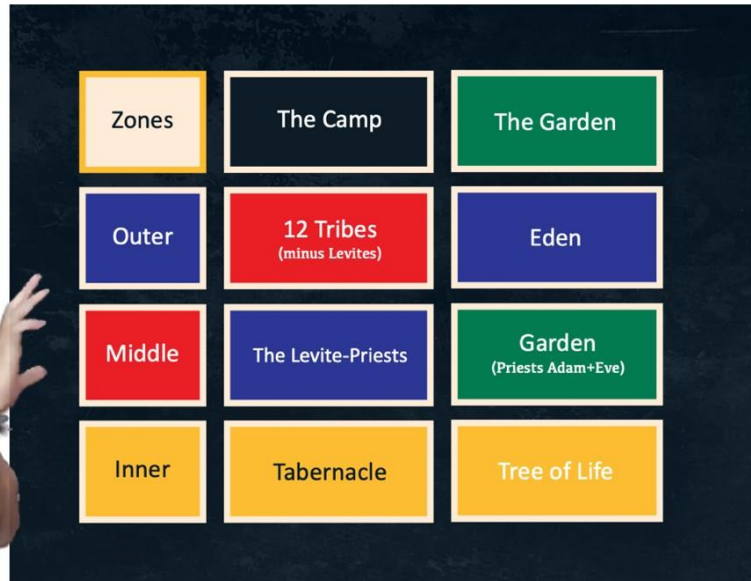 Zones
The Camp
The Garden
Outer
12 Tribes
(minus Levites)
Eden
Middle
The Levite-Priests
Garden
(Priests Adam+Eve)
Inner
Tabernacle
Tree of Life